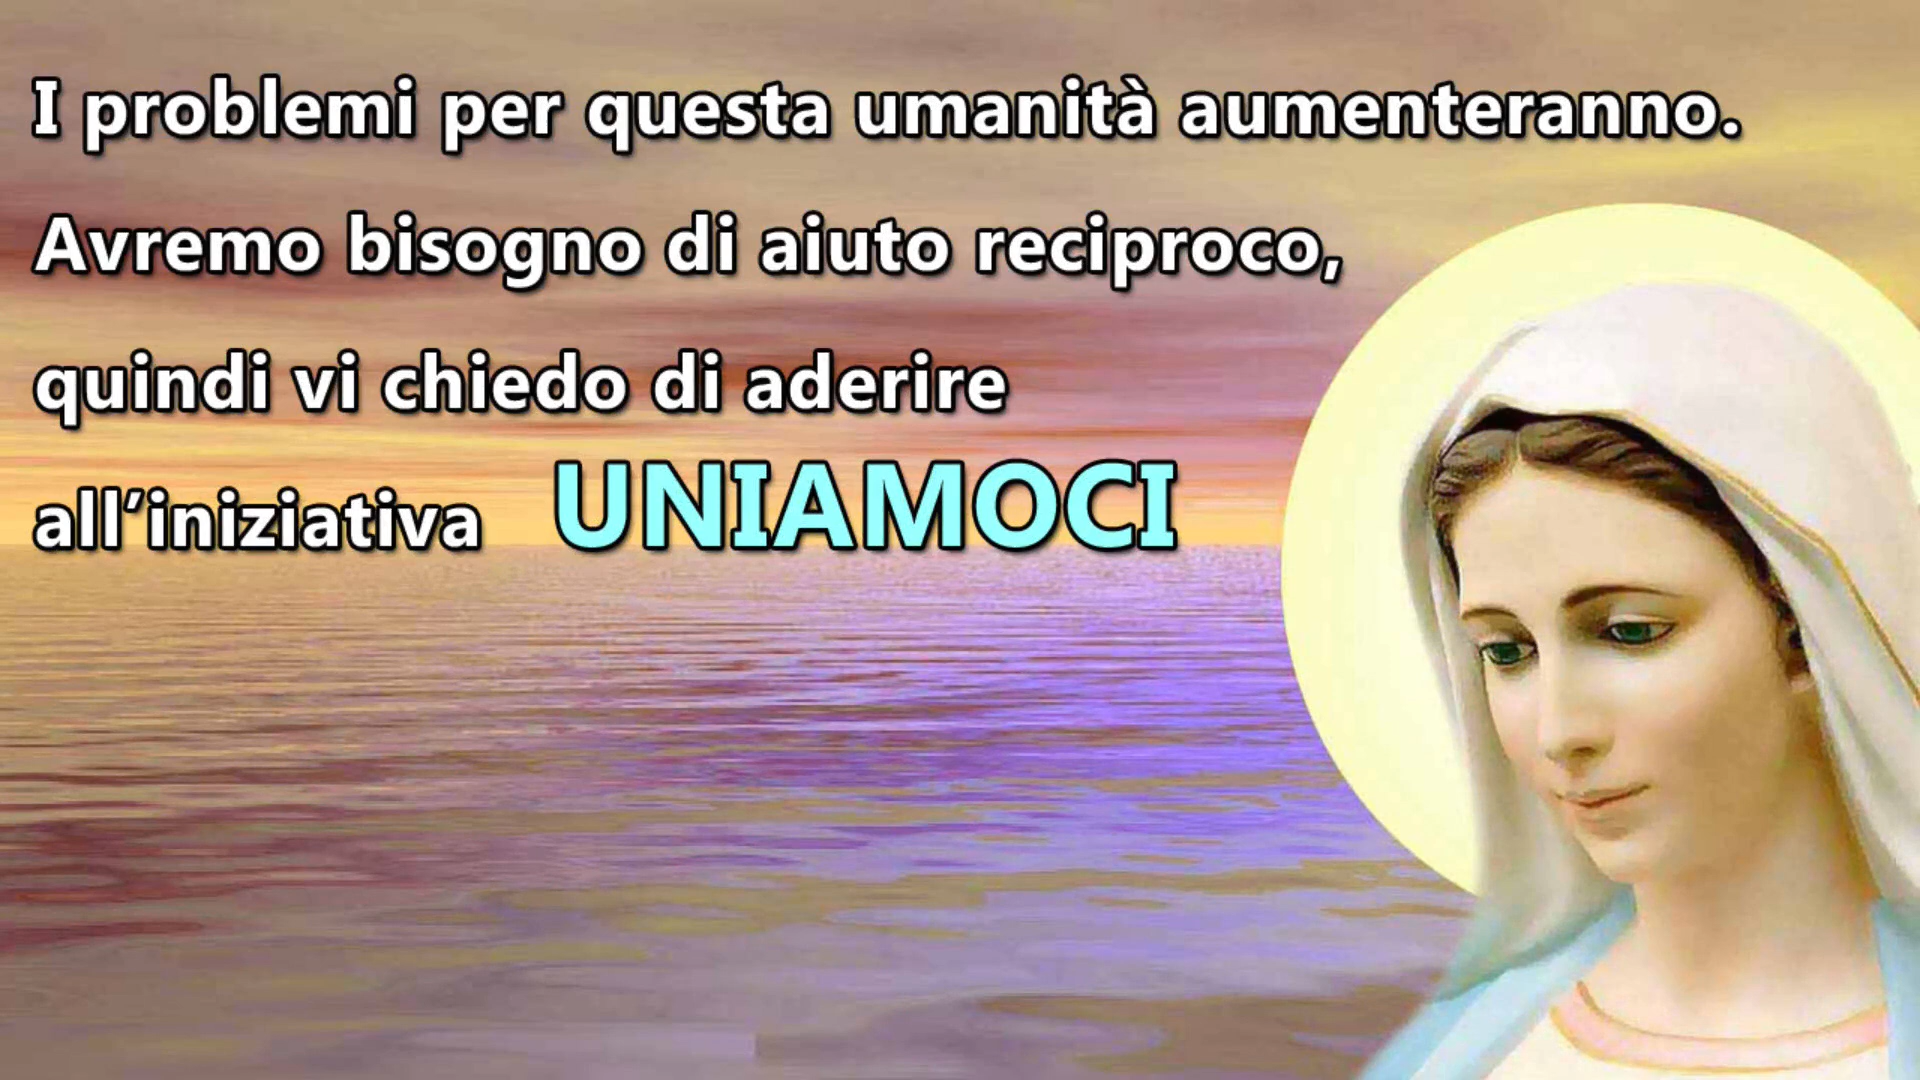 I problemi per questa umanità aumenteranno.
Avremo bisogno di aiuto reciproco,
quindi vi chiedo di aderire
all’iniziativa UNIAMOCI